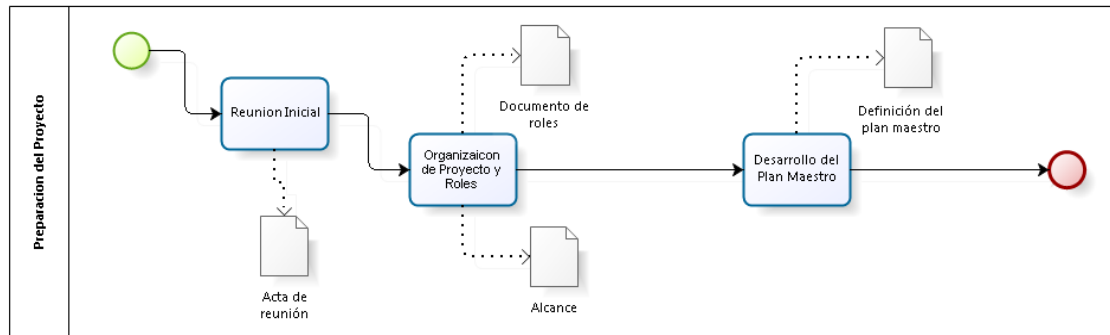 Preparacion del Proyecto
Reunion Inicial
Acta de
reunión
Documento de
roles
Organizaicon
de Proyecto y
Roles
Alcance
Definición del
plan maestro
Desarrollo del
Plan Maestro